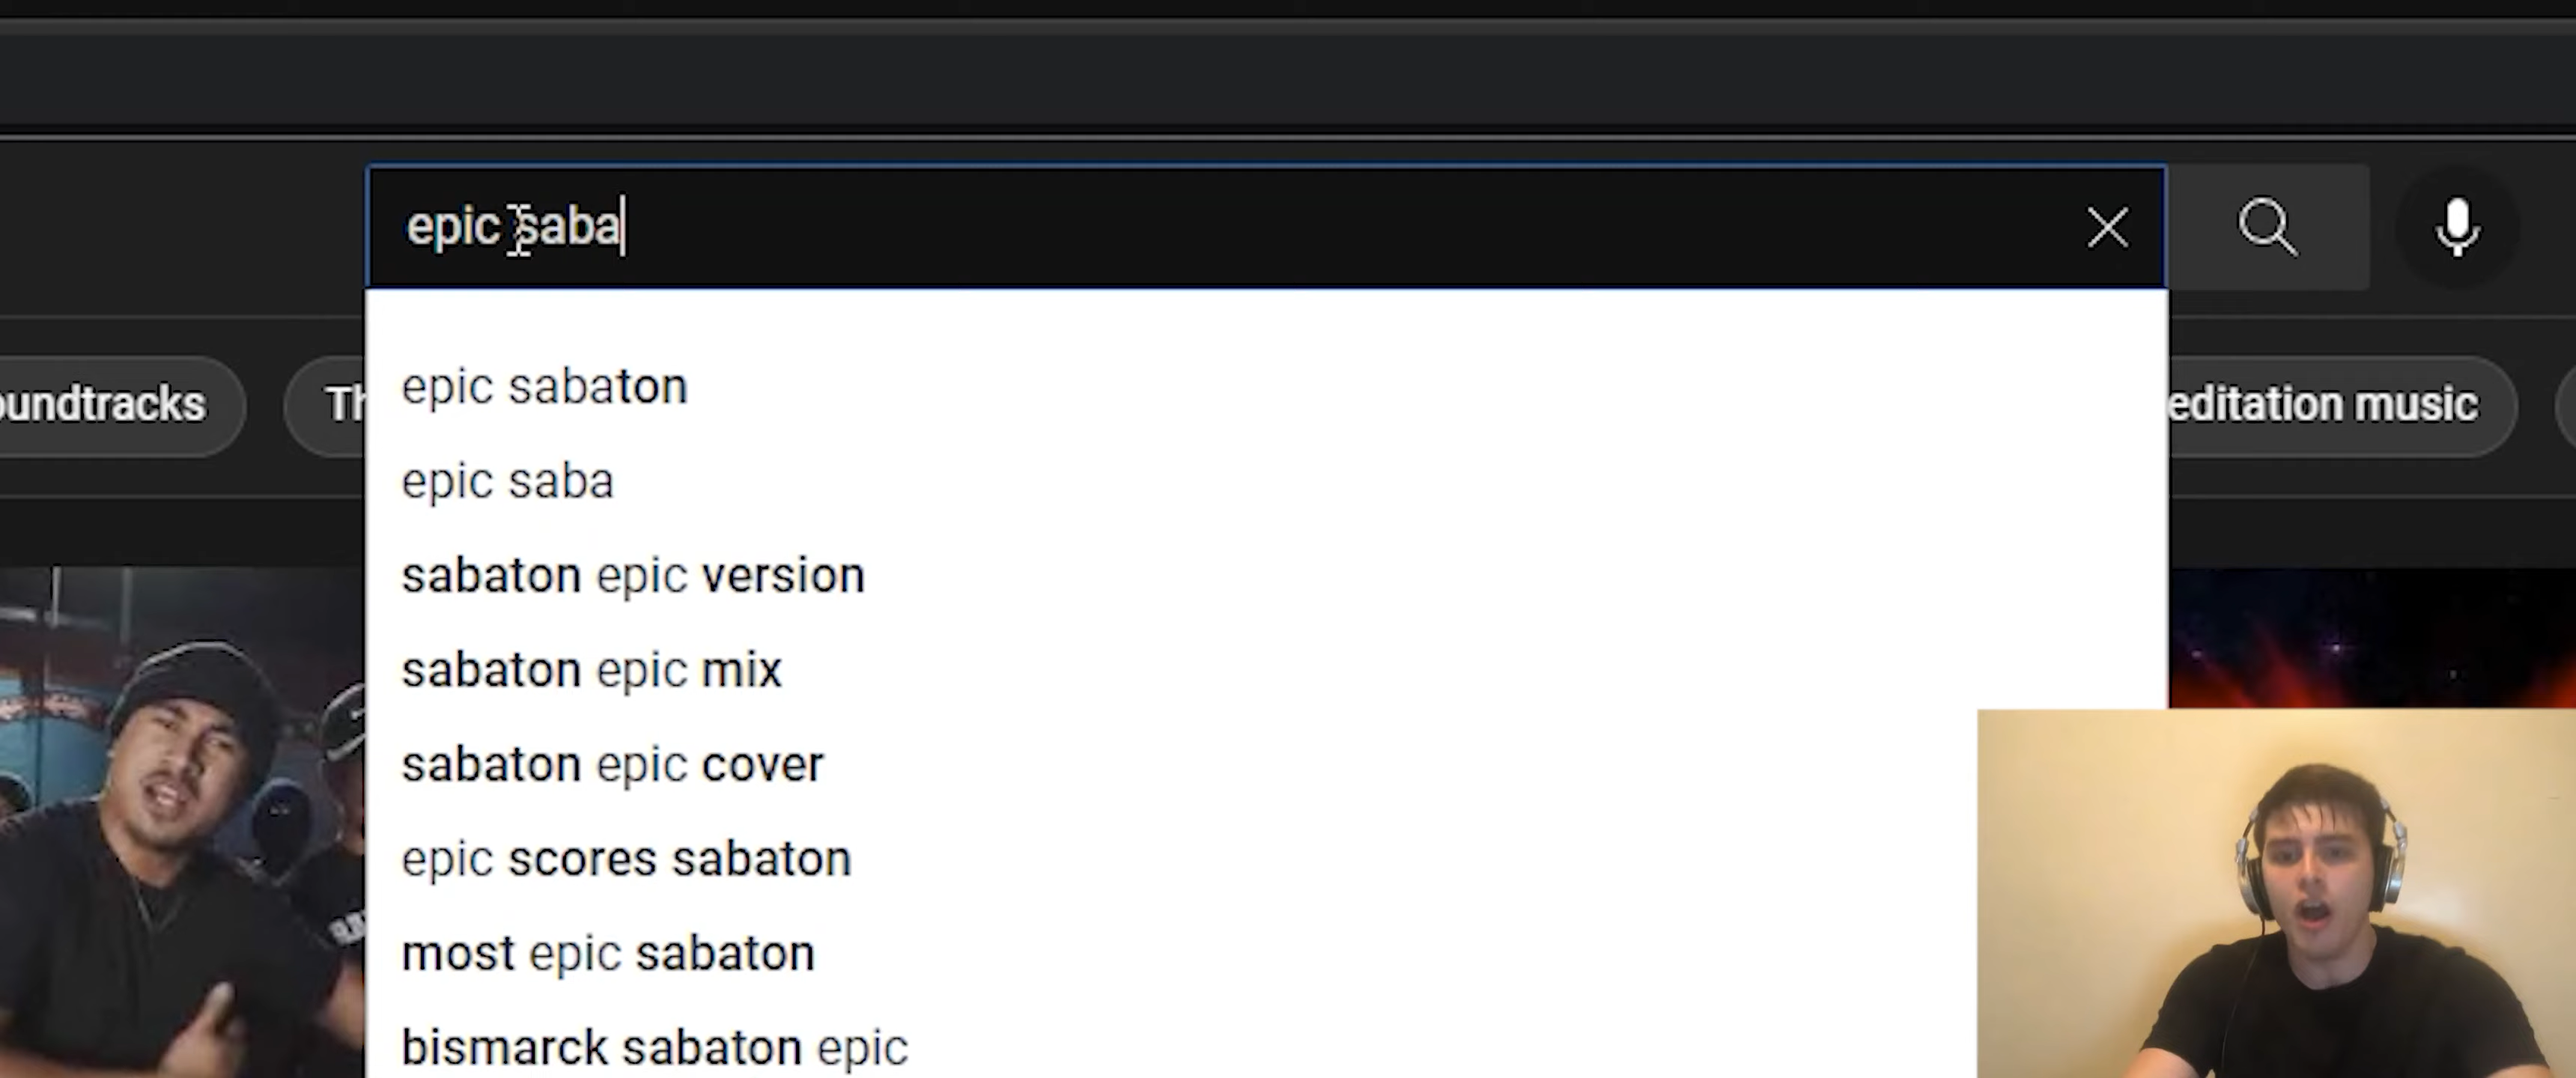 epic saba
oundtracks
Th
editation music
epic sabaton
epic saba
sabaton epic version
sabaton epic mix
sabaton epic cover
epic scores sabaton
most epic sabaton
bismarck sabaton epic